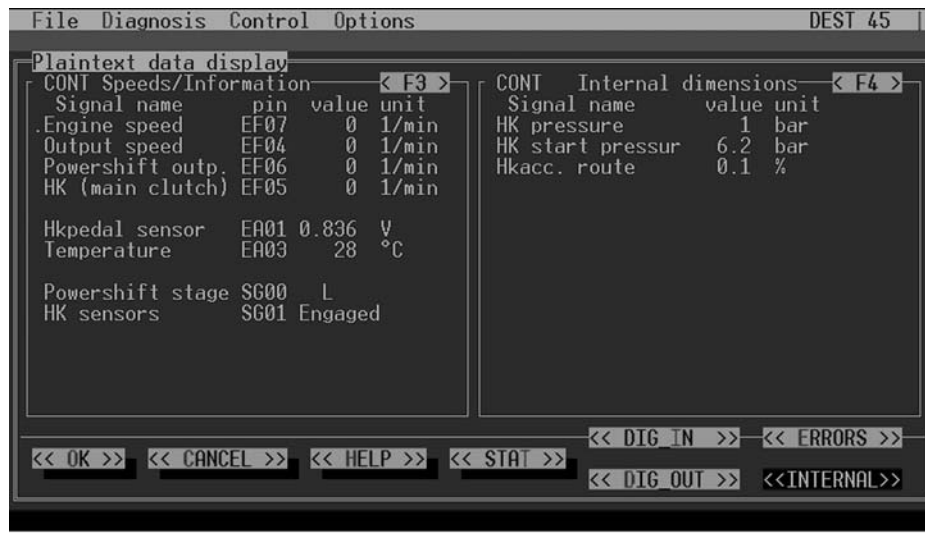 File Diagnosis Control Options DEST 45
Plaintext data display
CONT Speeds/Information < F3 >
Signal name pin value unit
.Engine speed EF07 0 1/min
Output speed EF04 0 1/min
Powershift outp. EF06 0 1/min
HK (main clutch) EF05 0 1/min
Hkpedal sensor EA01 0.836 V
Temperature EA03 28 °C
Powershift stage SG00 L
HK sensors SG01 Engaged
CONT Internal dimensions < F4 >
Signal name value unit
HK pressure 1 bar
HK start pressur 6.2 bar
Hkacc. route 0.1 %
<< DIG_IN >> << ERRORS >>
<< OK >> << CANCEL >> << HELP >> << STAT >>
<< DIG_OUT >> <<INTERNAL>>